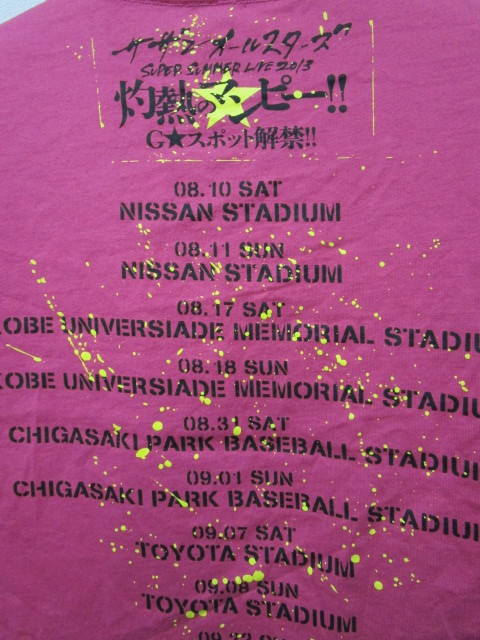 サザンオールスターズ
SUPER SUMMER LIVE 2013
灼熱のマンピー!!
G★スポット解禁!!
08.10 SAT
NISSAN STADIUM
08.11 SUN
NISSAN STADIUM
08.17 SAT
KOBE UNIVERSIADE MEMORIAL STADIU
08.18 SUN
KOBE UNIVERSIADE MEMORIAL STADIU
08.31 SAT
CHIGASAKI PARK BASEBALL STADIUM
09.01 SUN
CHIGASAKI PARK BASEBALL STADIUM
09.07 SAT
TOYOTA STADIUM
09.08 SUN
TOYOTA STADIUM